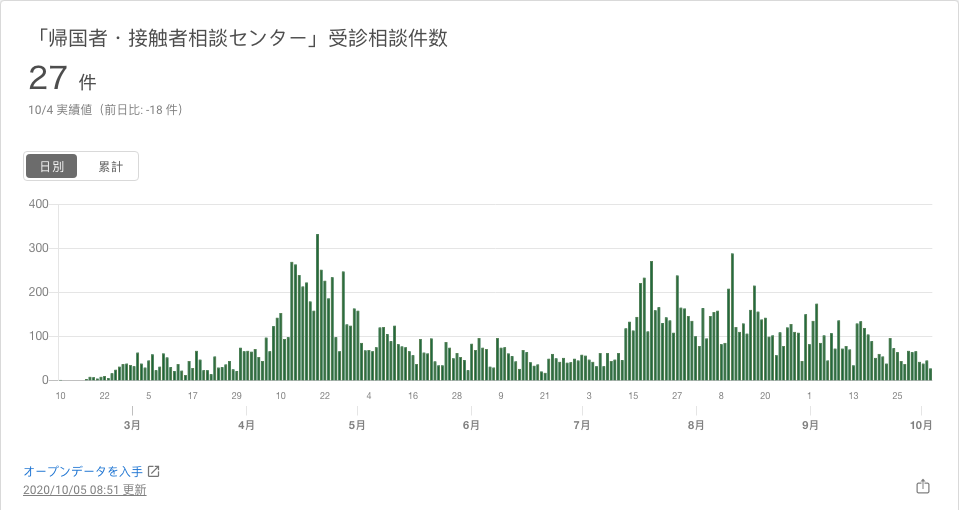 「帰国者・接触者相談センター」受診相談件数
27 件
10/4 実績値（前日比: -18 件）
日別 累計
400
300
200
100
0
10 22 5 17 29 10 22 4 16 28 9 21 3 15 27 8 20 1 13 25
3月 4月 5月 6月 7月 8月 9月 10月
オープンデータを入手
2020/10/05 08:51 更新